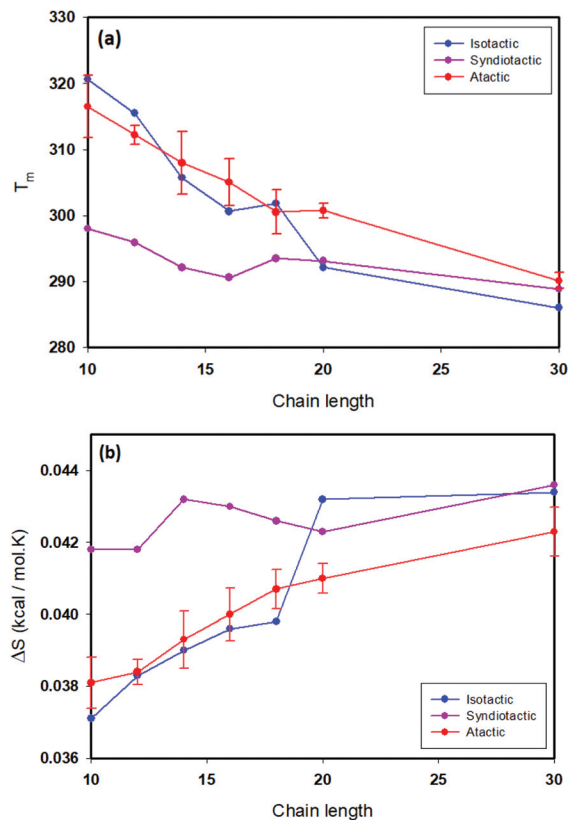 330
(a)
Isotactic
Syndiotactic
Atactic
320
310
Tm
300
290
280
10 15 20 25 30
Chain length
(b)
0.044
0.042
ΔS (kcal / mol.K)
0.040
0.038
Isotactic
Syndiotactic
Atactic
0.036
10 15 20 25 30
Chain length